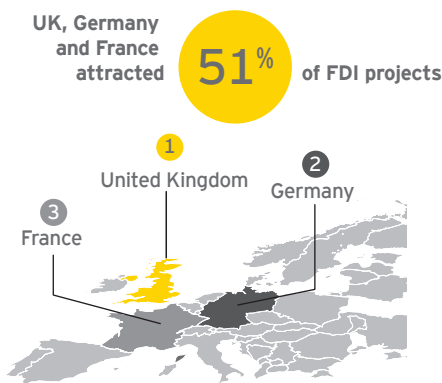 UK, Germany
and France
attracted
51%
of FDI projects
1
United Kingdom
2
Germany
3
France